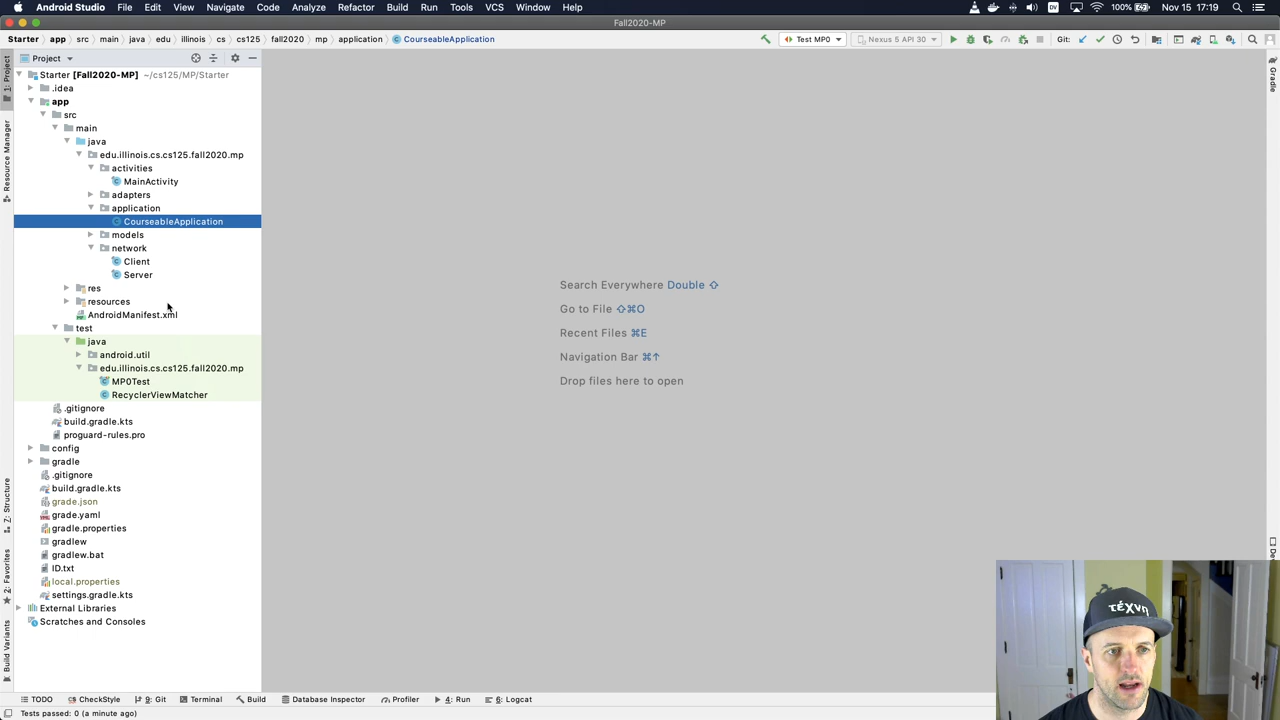 Android Studio File Edit View Navigate Code Analyze Refactor Build Run Tools VCS Window Help
DV 100% Nov 15 17:19
Fall2020-MP
Starter app src main java edu illinois cs cs125 fall2020 mp application CourseableApplication
Test MP0 Nexus 5 API 30 Git:
Project
Starter [Fall2020-MP] ~/cs125/MP/Starter
.idea
app
src
main
java
edu.illinois.cs.cs125.fall2020.mp
activities
MainActivity
adapters
application
CourseableApplication
models
network
Client
Server
res
resources
AndroidManifest.xml
test
java
android.util
edu.illinois.cs.cs125.fall2020.mp
MP0Test
RecyclerViewMatcher
.gitignore
build.gradle.kts
proguard-rules.pro
config
gradle
.gitignore
build.gradle.kts
grade.json
grade.yaml
gradle.properties
gradlew
gradlew.bat
ID.txt
local.properties
settings.gradle.kts
External Libraries
Scratches and Consoles
1: Project
Resource Manager
Z: Structure
2: Favorites
Build Variants
Search Everywhere Double ⇧
Go to File ⇧⌘O
Recent Files ⌘E
Navigation Bar ⌘↑
Drop files here to open
Gradle
τέχνη
TODO CheckStyle 9: Git Terminal Build Database Inspector Profiler 4: Run 6: Logcat
Tests passed: 0 (a minute ago)